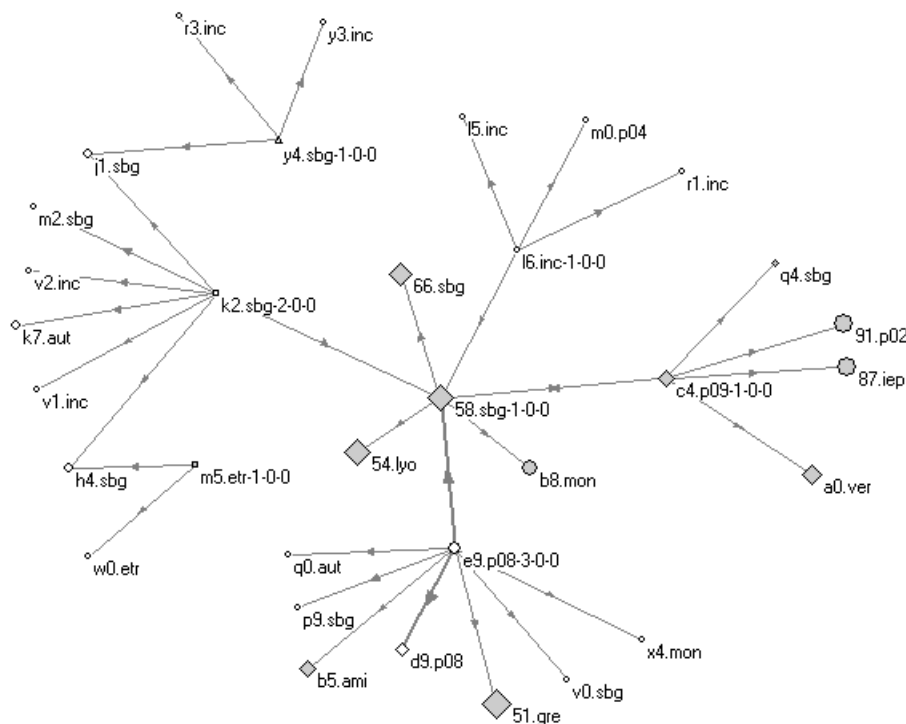 r3.inc
y3.inc
l5.inc
m0.p04
j1.sbg
y4.sbg-1-0-0
r1.inc
m2.sbg
l6.inc-1-0-0
q4.sbg
v2.inc
66.sbg
k2.sbg-2-0-0
91.p02
k7.aut
87.iep
c4.p09-1-0-0
v1.inc
58.sbg-1-0-0
54.lyo
h4.sbg
m5.etr-1-0-0
b8.mon
a0.ver
w0.etr
q0.aut
e9.p08-3-0-0
p9.sbg
x4.mon
d9.p08
b5.ami
v0.sbg
51.gre